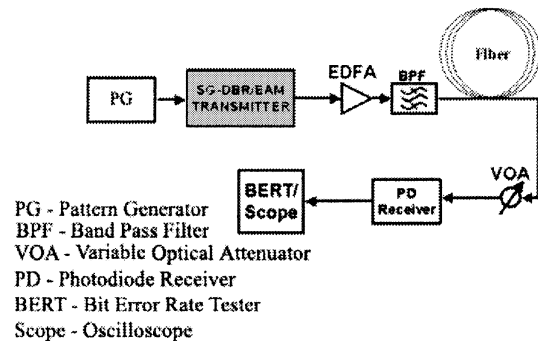 Fiber
EDFA
BPF
PG
SG-DBR/EAM
TRANSMITTER
VOA
BERT/
Scope
PD
Receiver
PG - Pattern Generator
BPF - Band Pass Filter
VOA - Variable Optical Attenuator
PD - Photodiode Receiver
BERT - Bit Error Rate Tester
Scope - Oscilloscope